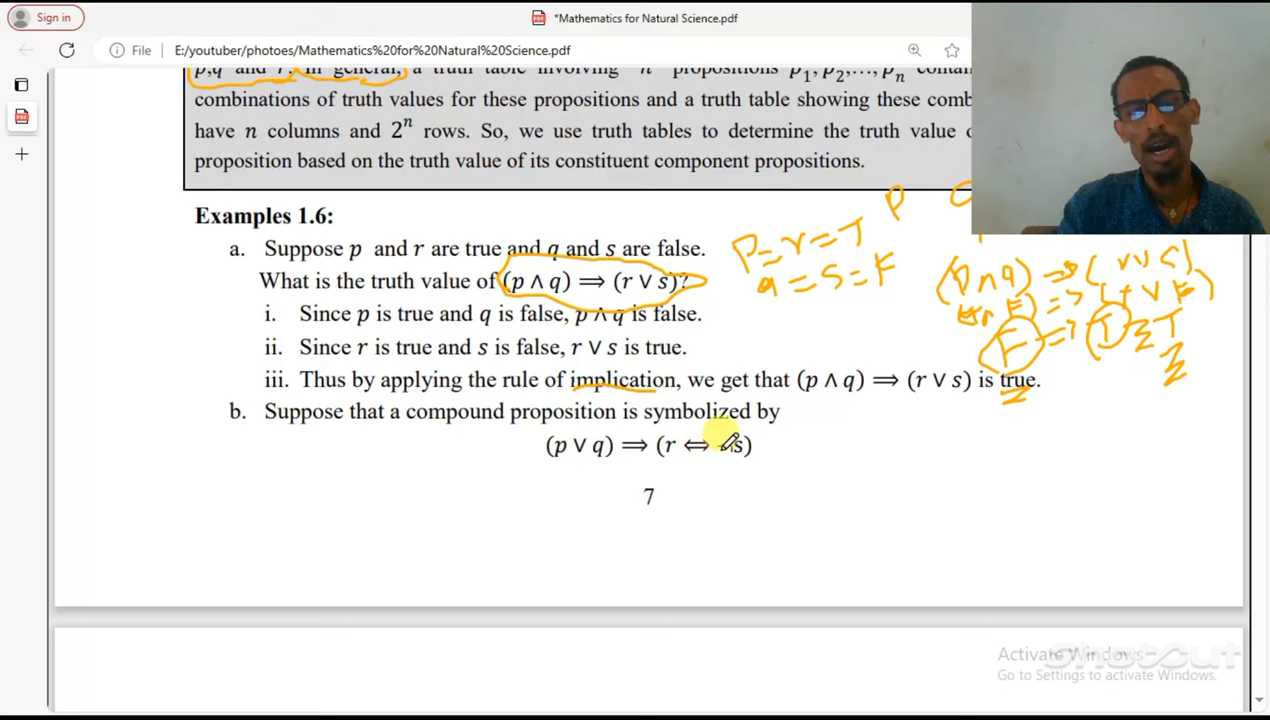 Sign in
*Mathematics for Natural Science.pdf
File E:/youtuber/photoes/Mathematics%20for%20Natural%20Science.pdf
p,q and r. In general, a truth table involving n propositions p₁, p₂,…, pₙ
combinations of truth values for these propositions and a truth table showing these
have n columns and 2ⁿ rows. So, we use truth tables to determine the truth value
proposition based on the truth value of its constituent component propositions.
Examples 1.6:
a. Suppose p and r are true and q and s are false.
What is the truth value of (p ∧ q) ⟹ (r ∨ s)?
i. Since p is true and q is false, p ∧ q is false.
ii. Since r is true and s is false, r ∨ s is true.
iii. Thus by applying the rule of implication, we get that (p ∧ q) ⟹ (r ∨ s) is true.
b. Suppose that a compound proposition is symbolized by
(p ∨ q) ⟹ (r ⟺ s)
7
P
P = r = T
q = S = F
(p ∧ q) => (r ∨ s)
F => T ≡ T
Activate Windows
Go to Settings to activate Windows.
Shotcut